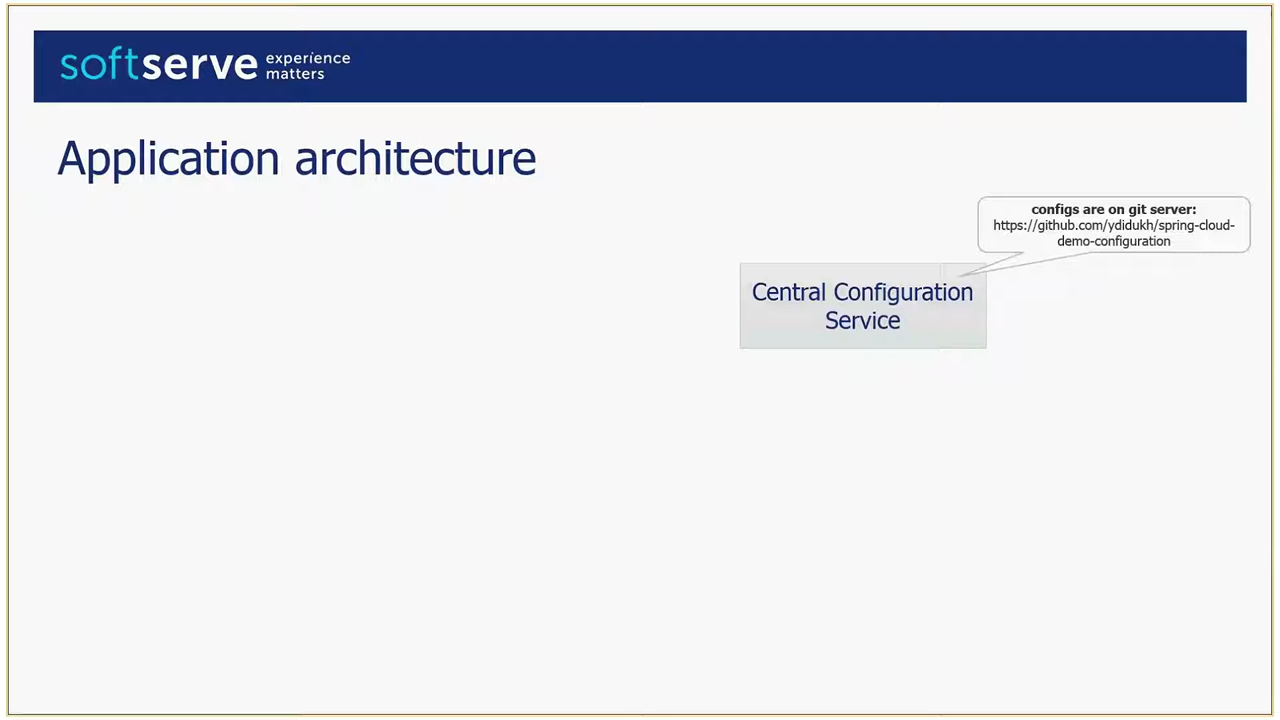 softserve experience
matters
Application architecture
configs are on git server:
https://github.com/ydidukh/spring-cloud-
demo-configuration
Central Configuration
Service